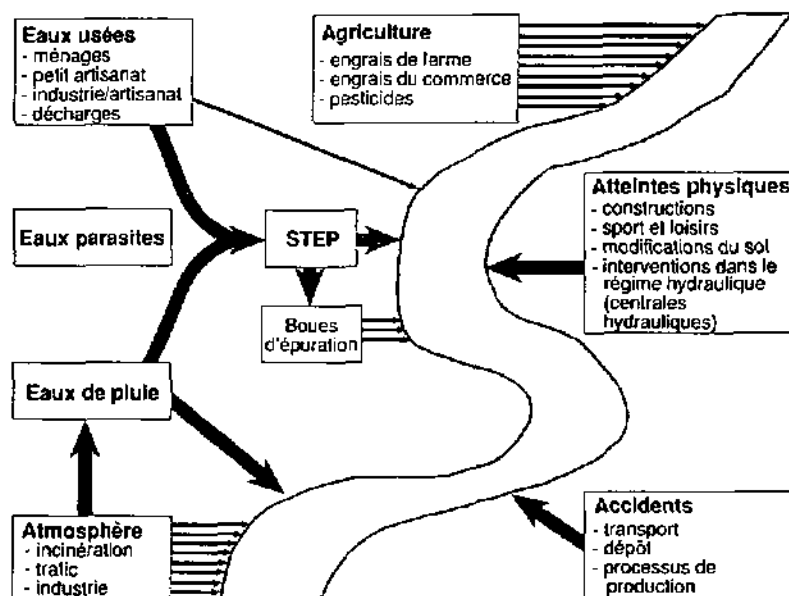 Eaux usées
- ménages
- petit artisanat
- industrie/artisanat
- décharges
Agriculture
- engrais de ferme
- engrais du commerce
- pesticides
Eaux parasites
STEP
Atteintes physiques
- constructions
- sport et loisirs
- modifications du sol
- interventions dans le
régime hydraulique
(centrales
hydrauliques)
Boues
d'épuration
Eaux de pluie
Atmosphère
- incinération
- trafic
- industrie
Accidents
- transport
- dépôt
- processus de
production